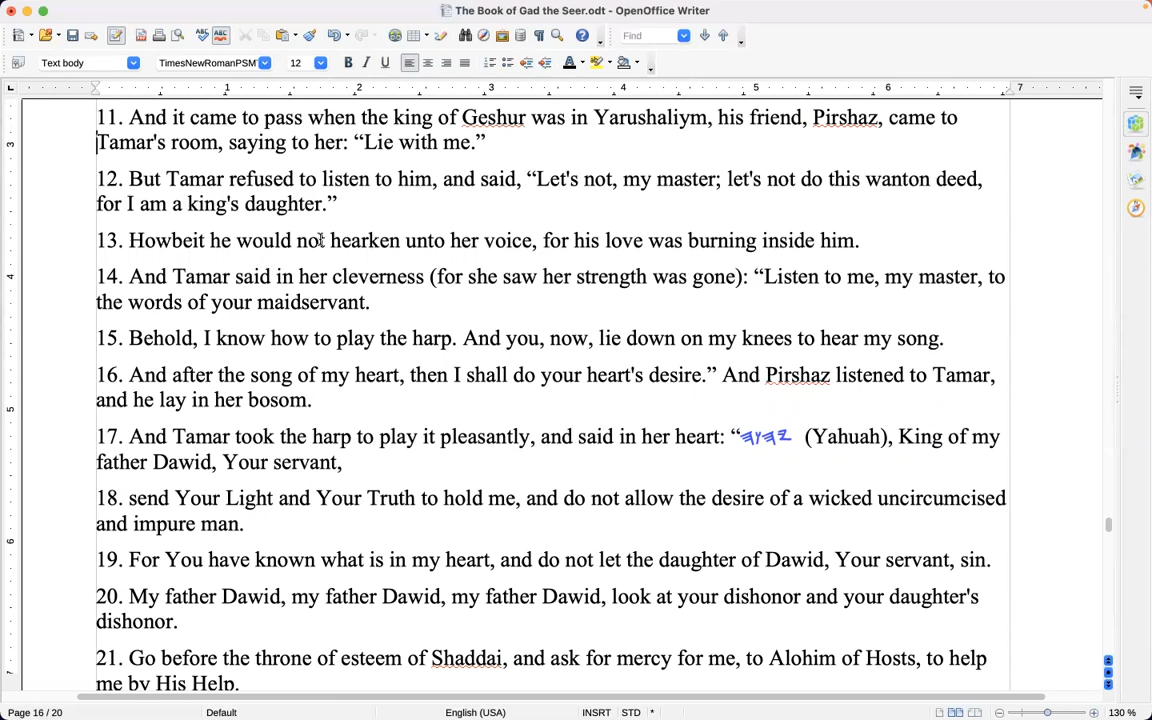 The Book of Gad the Seer.odt - OpenOffice Writer
Find
Text body
TimesNewRomanPSMT
12
B I U
1 2 3 4 5 6 7
11. And it came to pass when the king of Geshur was in Yarushaliym, his friend, Pirshaz, came to
Tamar's room, saying to her: “Lie with me.”
12. But Tamar refused to listen to him, and said, “Let's not, my master; let's not do this wanton deed,
for I am a king's daughter.”
13. Howbeit he would not hearken unto her voice, for his love was burning inside him.
14. And Tamar said in her cleverness (for she saw her strength was gone): “Listen to me, my master, to
the words of your maidservant.
15. Behold, I know how to play the harp. And you, now, lie down on my knees to hear my song.
16. And after the song of my heart, then I shall do your heart's desire.” And Pirshaz listened to Tamar,
and he lay in her bosom.
17. And Tamar took the harp to play it pleasantly, and said in her heart: “𐤉𐤄𐤅𐤄 (Yahuah), King of my
father Dawid, Your servant,
18. send Your Light and Your Truth to hold me, and do not allow the desire of a wicked uncircumcised
and impure man.
19. For You have known what is in my heart, and do not let the daughter of Dawid, Your servant, sin.
20. My father Dawid, my father Dawid, my father Dawid, look at your dishonor and your daughter's
dishonor.
21. Go before the throne of esteem of Shaddai, and ask for mercy for me, to Alohim of Hosts, to help
me by His Help.
3
4
5
6
7
Page 16 / 20
Default
English (USA)
INSRT
STD
*
130 %